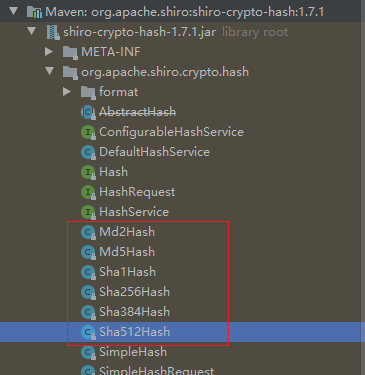 Maven: org.apache.shiro:shiro-crypto-hash:1.7.1
shiro-crypto-hash-1.7.1.jar library root
META-INF
org.apache.shiro.crypto.hash
format
AbstractHash
ConfigurableHashService
DefaultHashService
Hash
HashRequest
HashService
Md2Hash
Md5Hash
Sha1Hash
Sha256Hash
Sha384Hash
Sha512Hash
SimpleHash
SimpleHashRequest